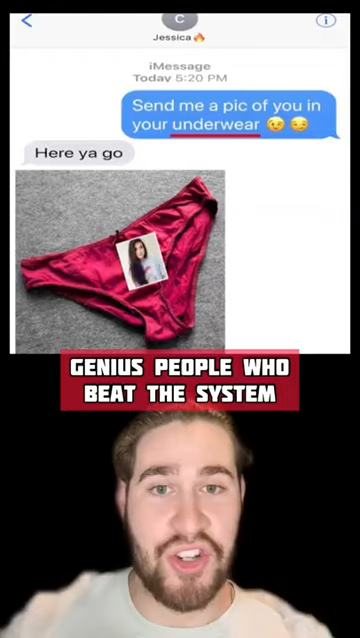 C
Jessica🔥
iMessage
Today 5:20 PM
Send me a pic of you in
your underwear 😉😏
Here ya go
GENIUS PEOPLE WHO
BEAT THE SYSTEM